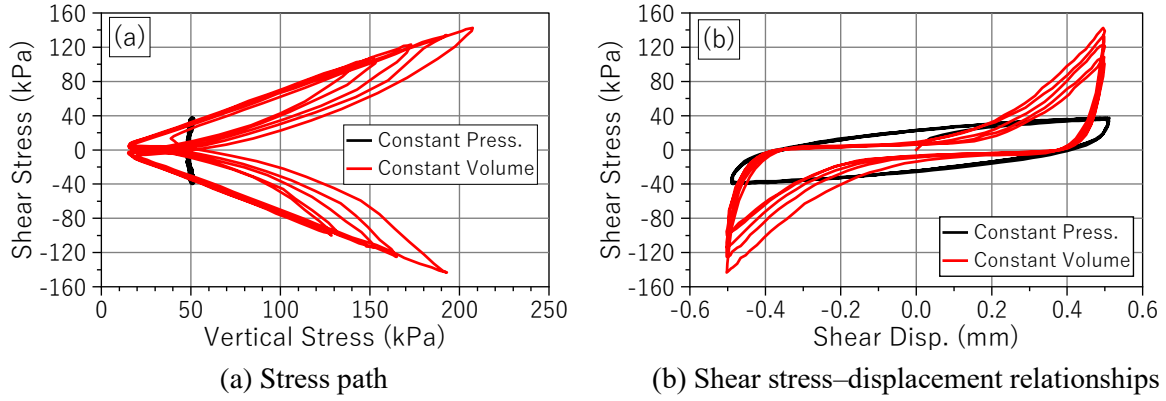 160
120
80
40
0
-40
-80
-120
-160
Shear Stress (kPa)
(a)
Constant Press.
Constant Volume
0 50 100 150 200 250
Vertical Stress (kPa)
(a) Stress path
160
120
80
40
0
-40
-80
-120
-160
Shear Stress (kPa)
(b)
Constant Press.
Constant Volume
-0.6 -0.4 -0.2 0.0 0.2 0.4 0.6
Shear Disp. (mm)
(b) Shear stress–displacement relationships